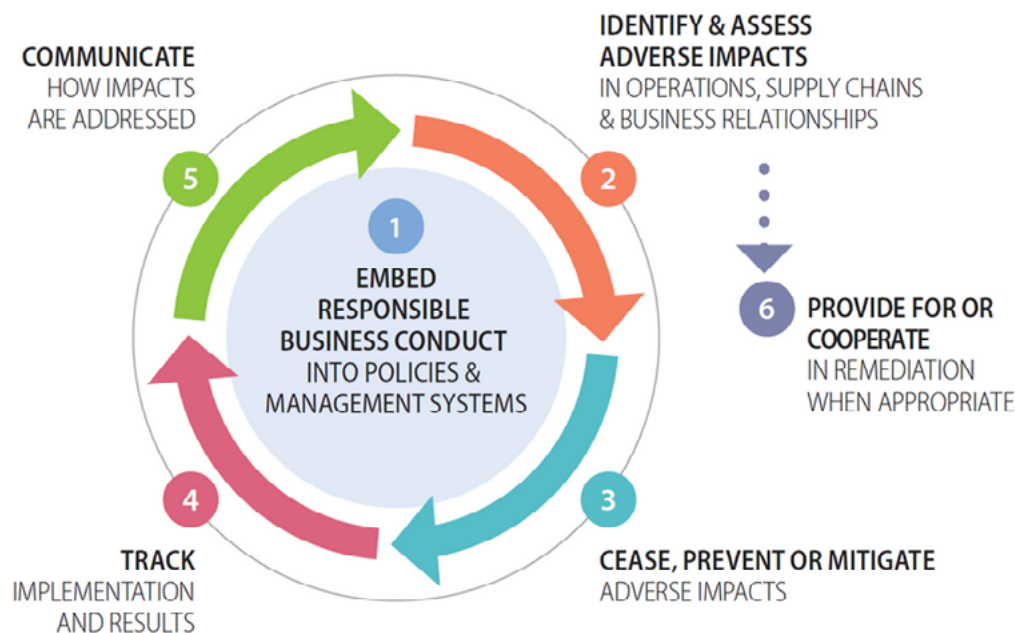 COMMUNICATE
HOW IMPACTS
ARE ADDRESSED
5
IDENTIFY & ASSESS
ADVERSE IMPACTS
IN OPERATIONS, SUPPLY CHAINS
& BUSINESS RELATIONSHIPS
2
1
EMBED
RESPONSIBLE
BUSINESS CONDUCT
INTO POLICIES &
MANAGEMENT SYSTEMS
6
PROVIDE FOR OR
COOPERATE
IN REMEDIATION
WHEN APPROPRIATE
4
TRACK
IMPLEMENTATION
AND RESULTS
3
CEASE, PREVENT OR MITIGATE
ADVERSE IMPACTS